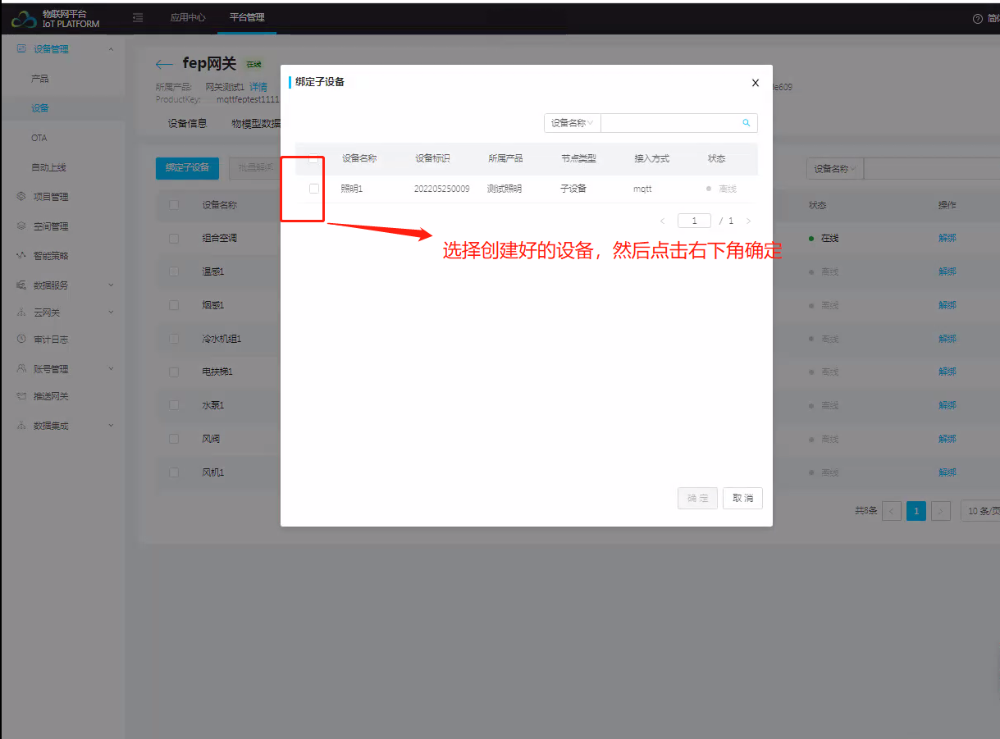 物联网平台
IoT PLATFORM
应用中心
平台管理
设备管理
产品
设备
OTA
自动上线
项目管理
空间管理
智能策略
数据服务
云网关
审计日志
账号管理
推送网关
数据集成
fep网关 在线
所属产品: 网关测试1 详情
ProductKey: mqttfeptest1111
设备信息 物模型数据
绑定子设备 批量解绑
设备名称
设备名称 状态 操作
组合空调 在线 解绑
温感1 离线 解绑
烟感1 离线 解绑
冷水机组1 离线 解绑
电扶梯1 离线 解绑
水泵1 离线 解绑
风阀 离线 解绑
风机1 离线 解绑
共8条 < 1 > 10 条/页
绑定子设备 X
设备名称
设备名称 设备标识 所属产品 节点类型 接入方式 状态
照明1 202205250009 测试照明 子设备 mqtt 离线
< 1 / 1 >
选择创建好的设备，然后点击右下角确定
确 定 取 消